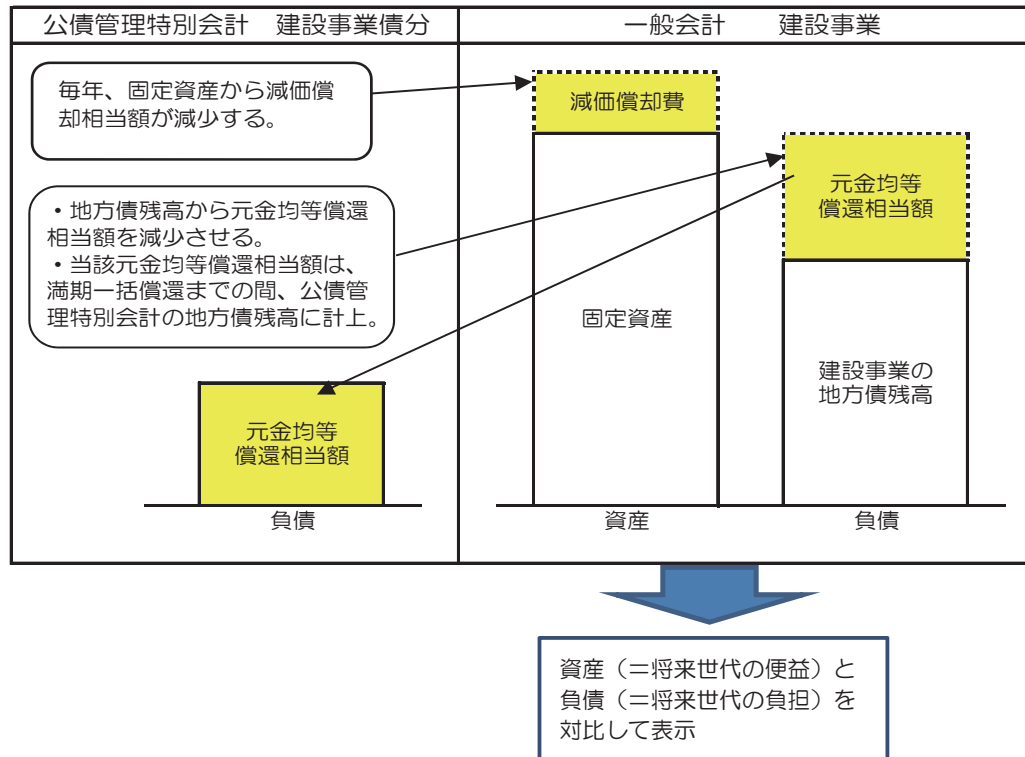 公債管理特別会計　建設事業債分
一般会計　　建設事業
毎年、固定資産から減価償
却相当額が減少する。
・地方債残高から元金均等償還
相当額を減少させる。
・当該元金均等償還相当額は、
満期一括償還までの間、公債管
理特別会計の地方債残高に計上。
元金均等
償還相当額
負債
減価償却費
固定資産
資産
元金均等
償還相当額
建設事業の
地方債残高
負債
資産（＝将来世代の便益）と
負債（＝将来世代の負担）を
対比して表示